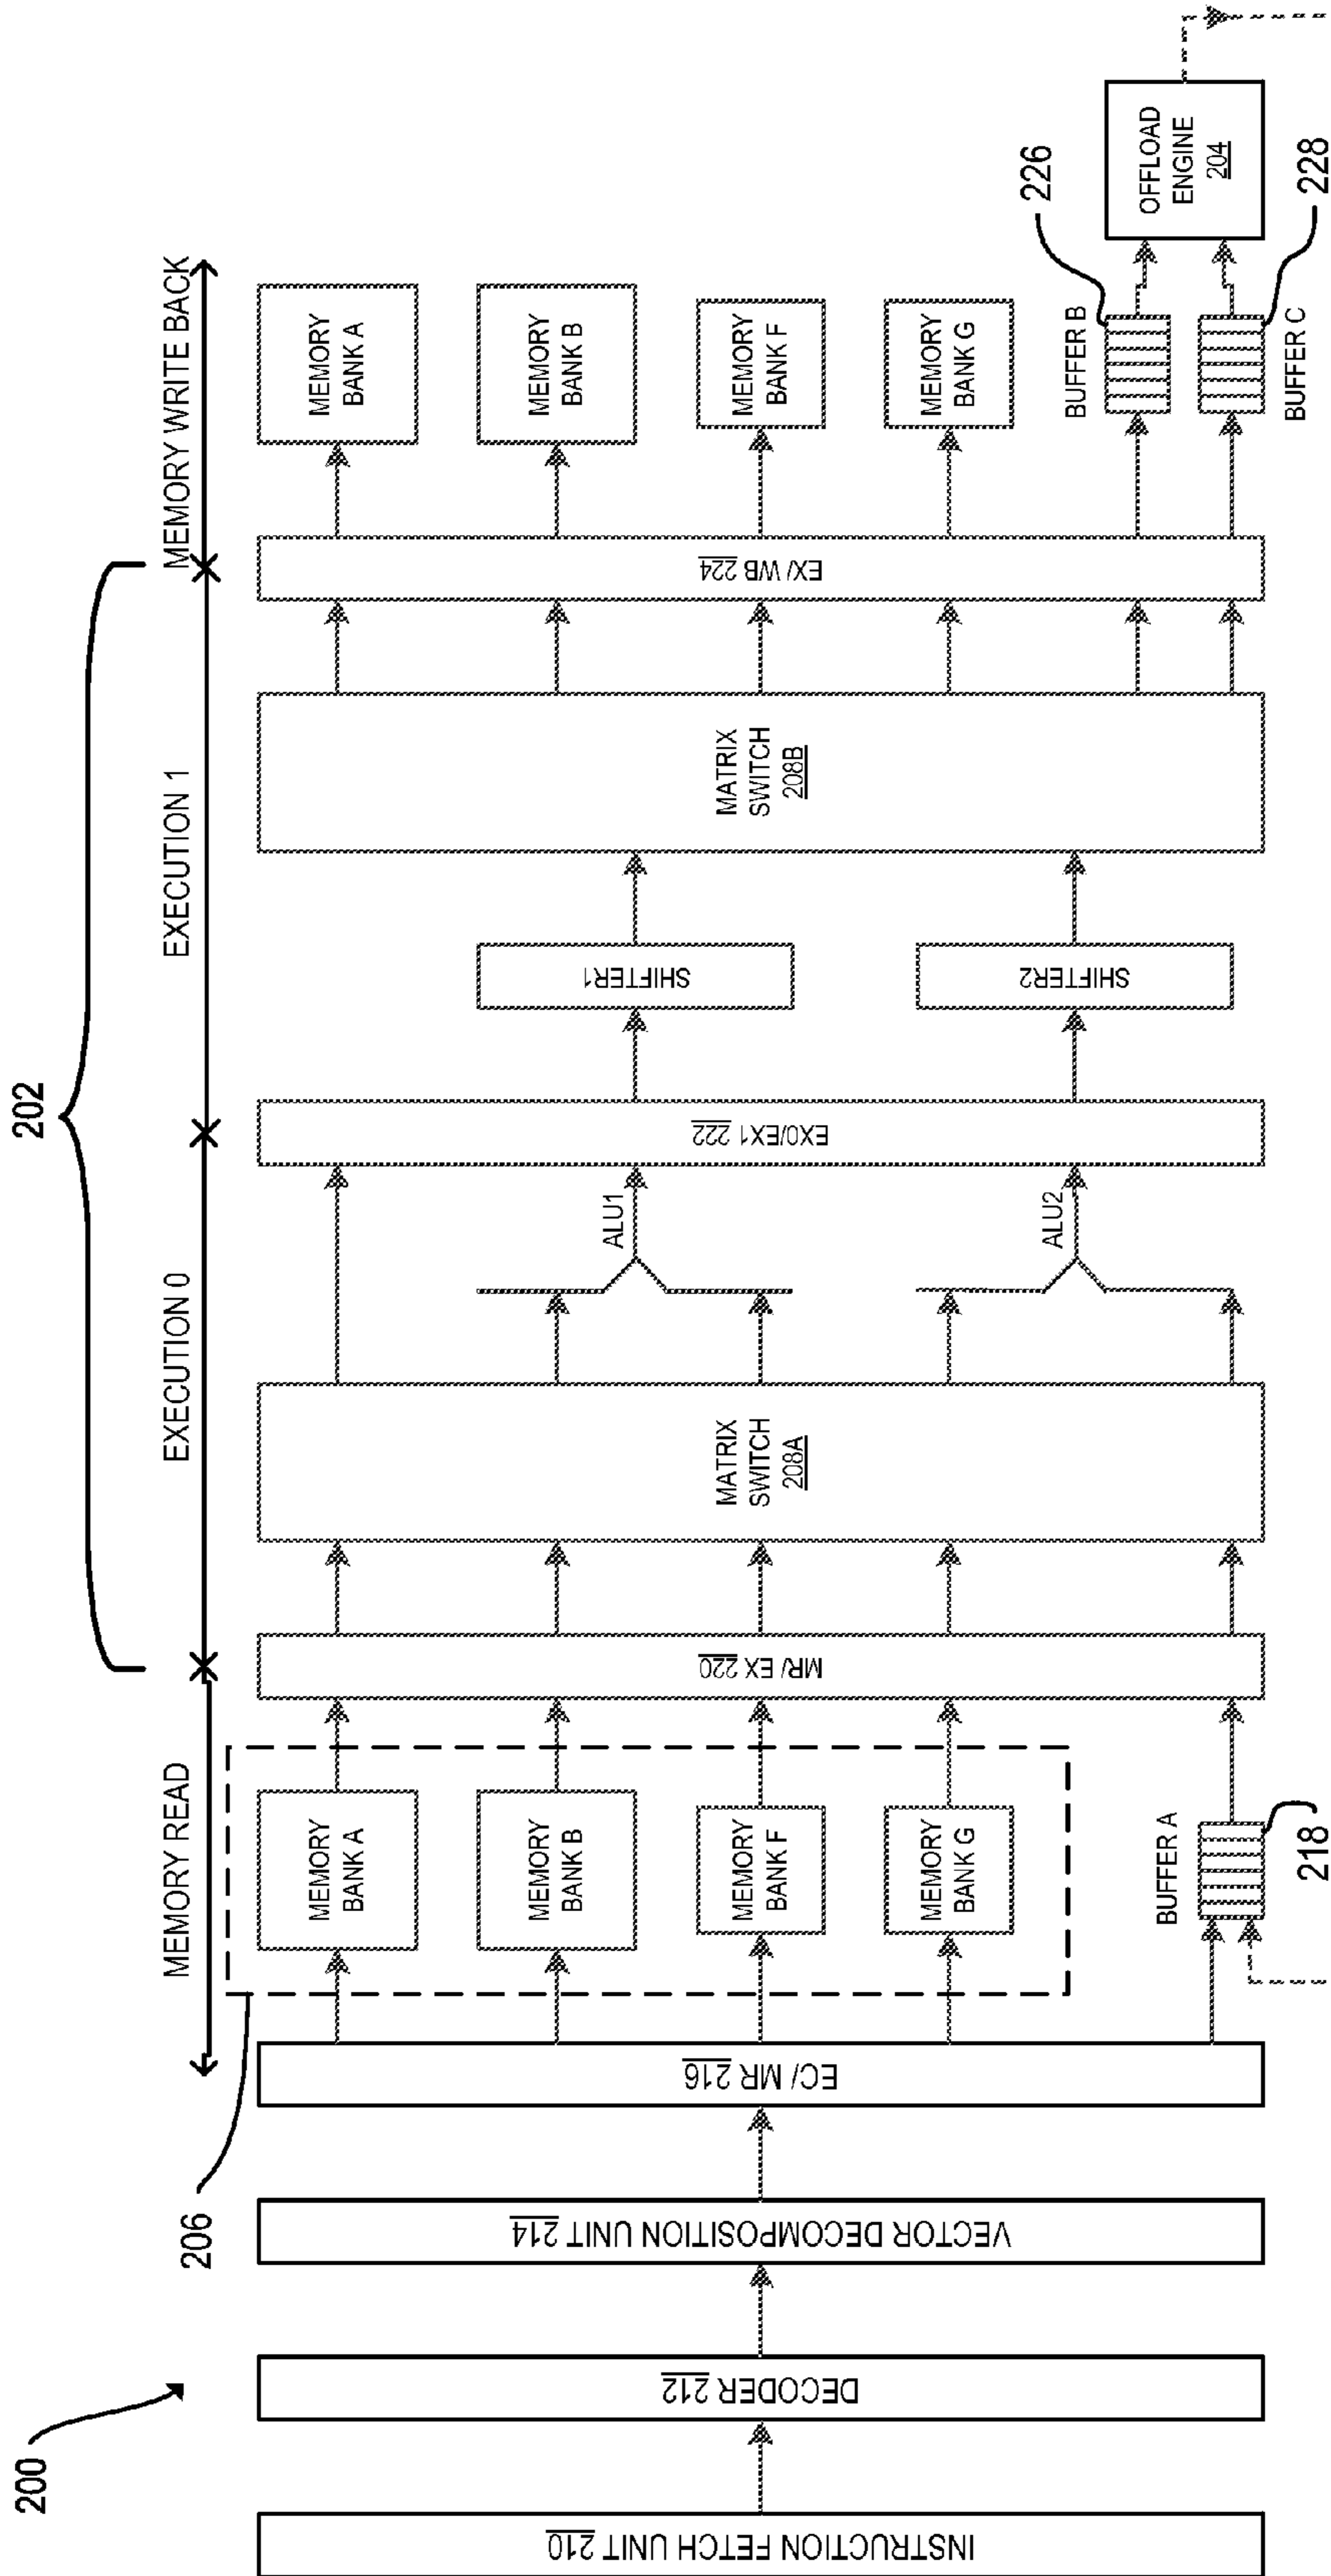 200
202
MEMORY READ
EXECUTION 0
EXECUTION 1
MEMORY WRITE BACK
206
INSTRUCTION FETCH UNIT 210
DECODER 212
VECTOR DECOMPOSITION UNIT 214
EC/ MR 216
MEMORY
BANK A
MEMORY
BANK B
MEMORY
BANK F
MEMORY
BANK G
BUFFER A
218
MR/ EX 220
MATRIX
SWITCH
208A
ALU1
ALU2
EX0/EX1 222
SHIFTER1
SHIFTER2
MATRIX
SWITCH
208B
EX/ WB 224
MEMORY
BANK A
MEMORY
BANK B
MEMORY
BANK F
MEMORY
BANK G
BUFFER B
226
BUFFER C
228
OFFLOAD
ENGINE
204